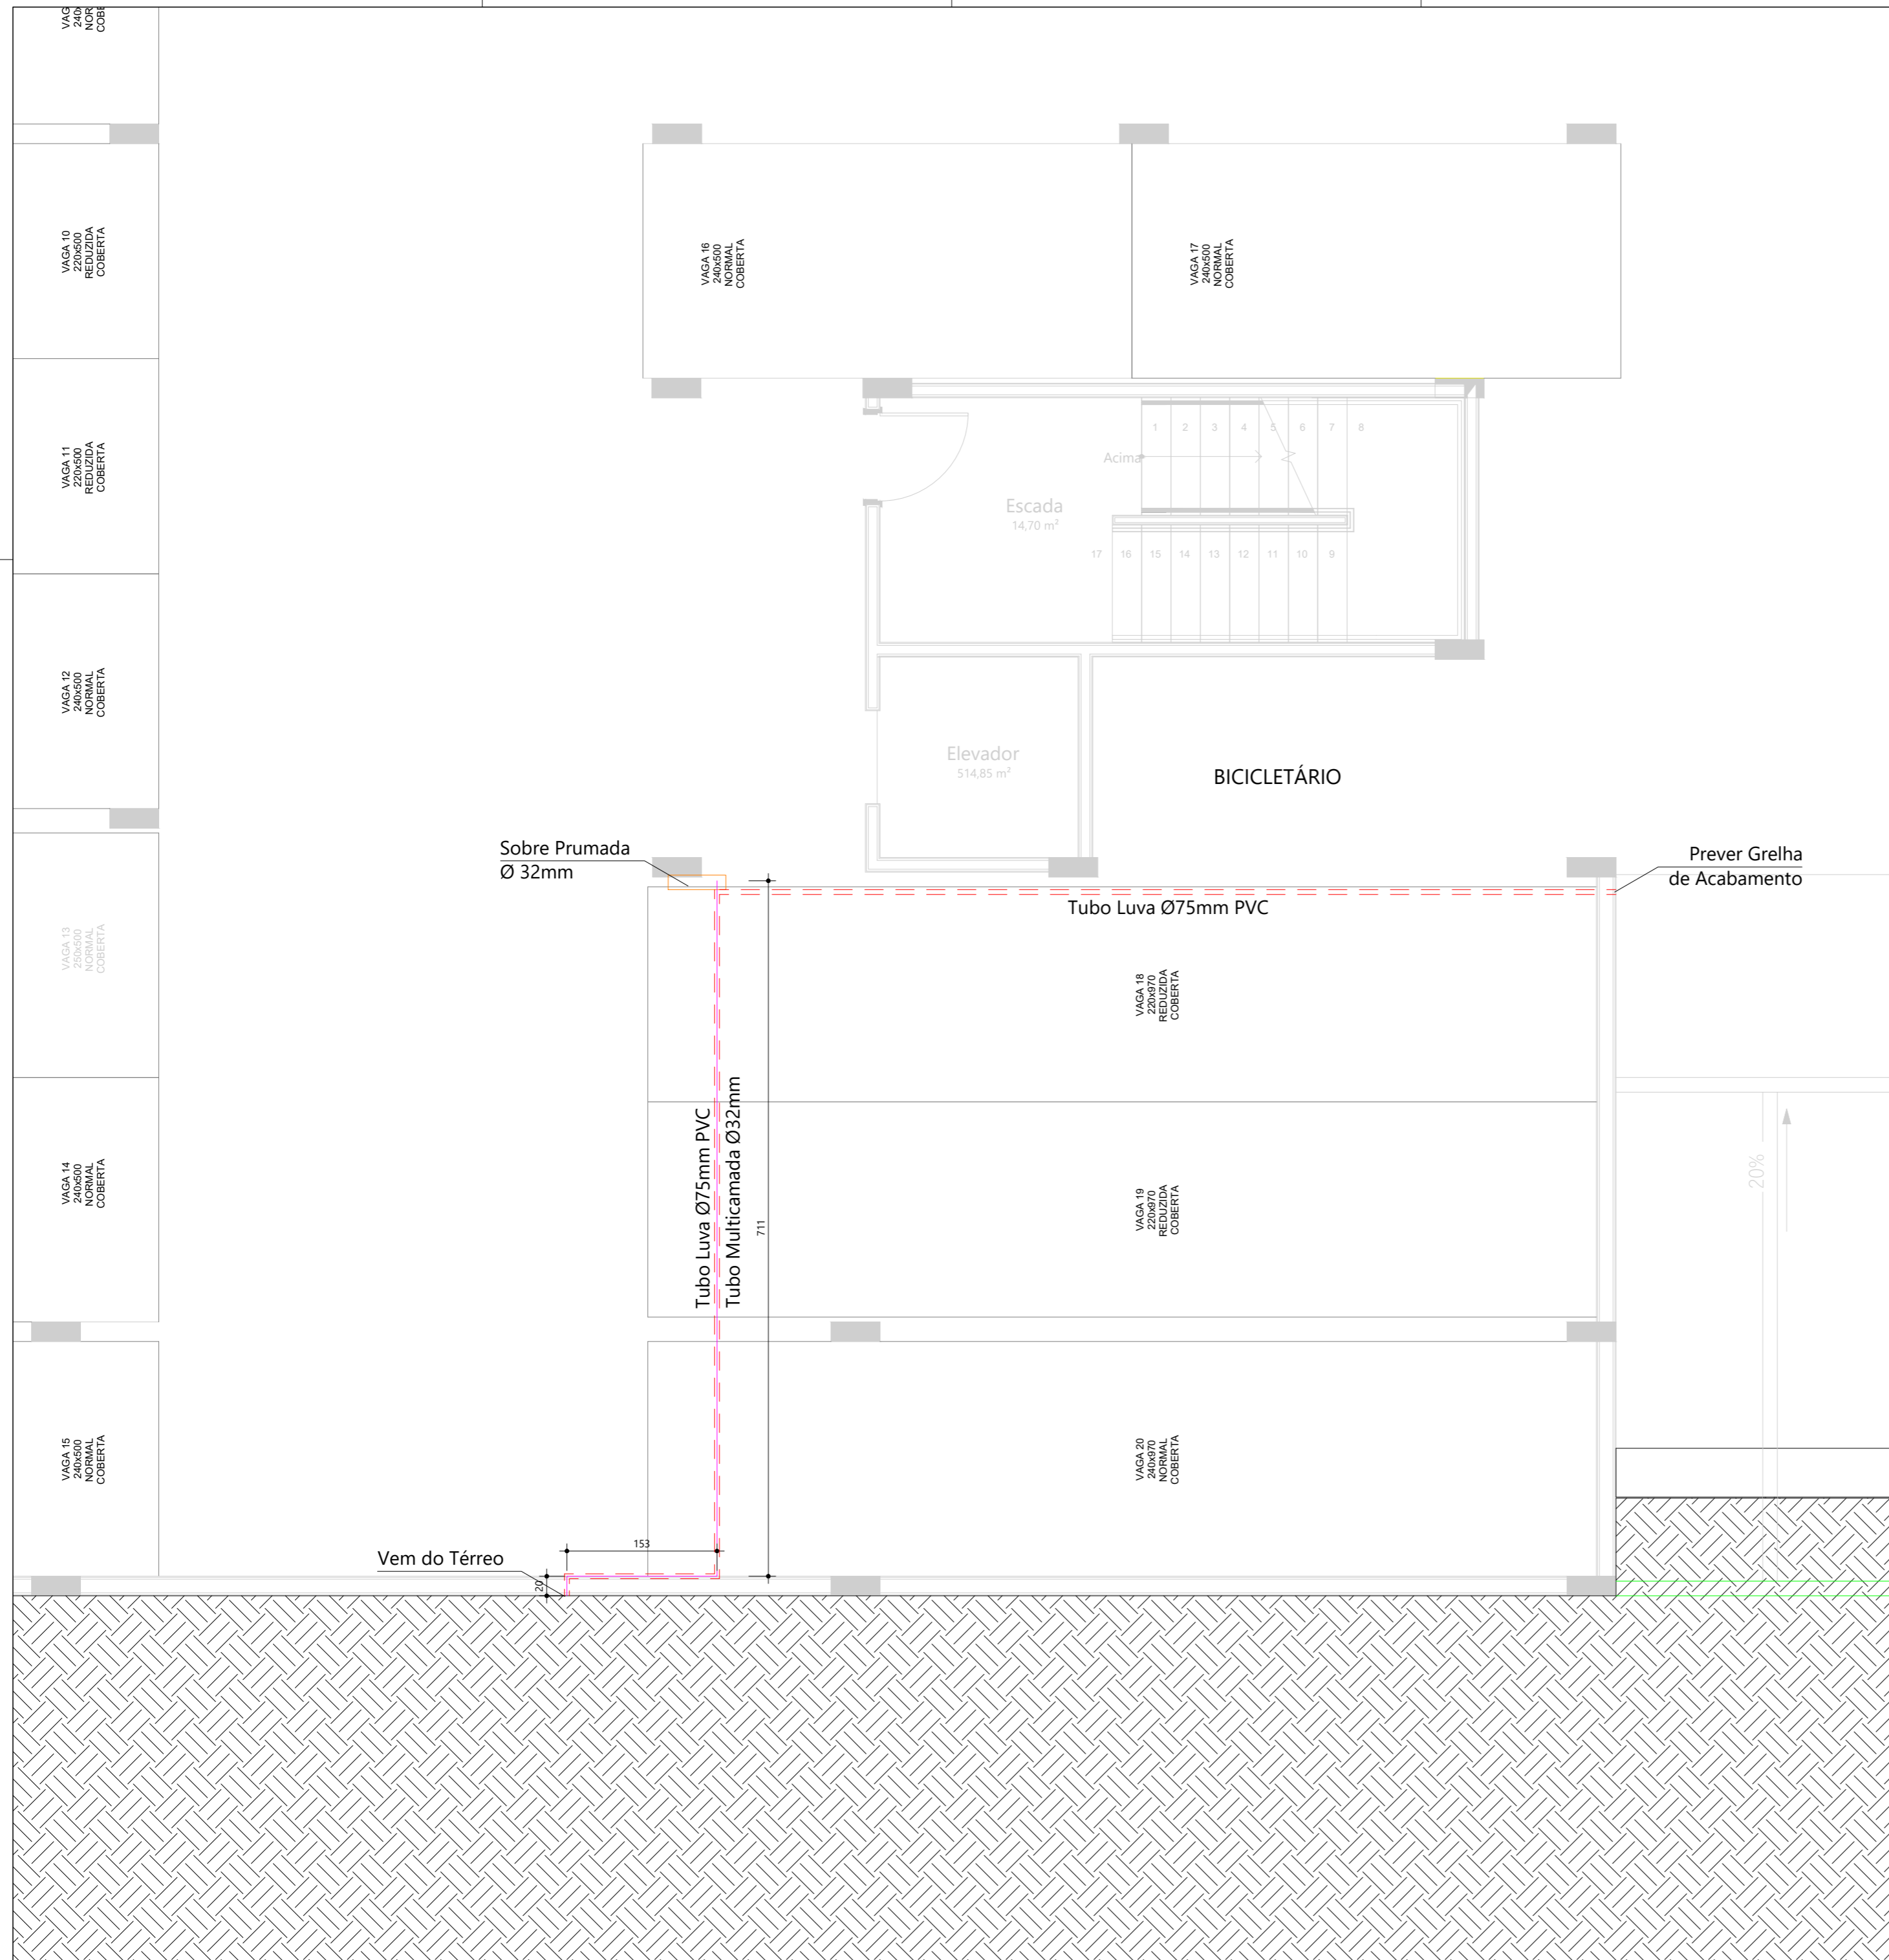 VAG
240x
NOR
COBE
VAGA 10
220x500
REDUZIDA
COBERTA
VAGA 16
240x500
NORMAL
COBERTA
VAGA 17
240x500
NORMAL
COBERTA
VAGA 11
220x500
REDUZIDA
COBERTA
1 2 3 4 5 6 7 8
Acima
Escada
14,70 m²
17 16 15 14 13 12 11 10 9
VAGA 12
240x500
NORMAL
COBERTA
Elevador
514,85 m²
BICICLETÁRIO
Sobre Prumada
Ø 32mm
Prever Grelha
de Acabamento
Tubo Luva Ø75mm PVC
VAGA 13
250x500
NORMAL
COBERTA
VAGA 18
220x970
REDUZIDA
COBERTA
Tubo Luva Ø75mm PVC
Tubo Multicamada Ø32mm
711
VAGA 14
240x500
NORMAL
COBERTA
VAGA 19
220x970
REDUZIDA
COBERTA
20%
VAGA 15
240x500
NORMAL
COBERTA
VAGA 20
240x970
NORMAL
COBERTA
153
Vem do Térreo
20